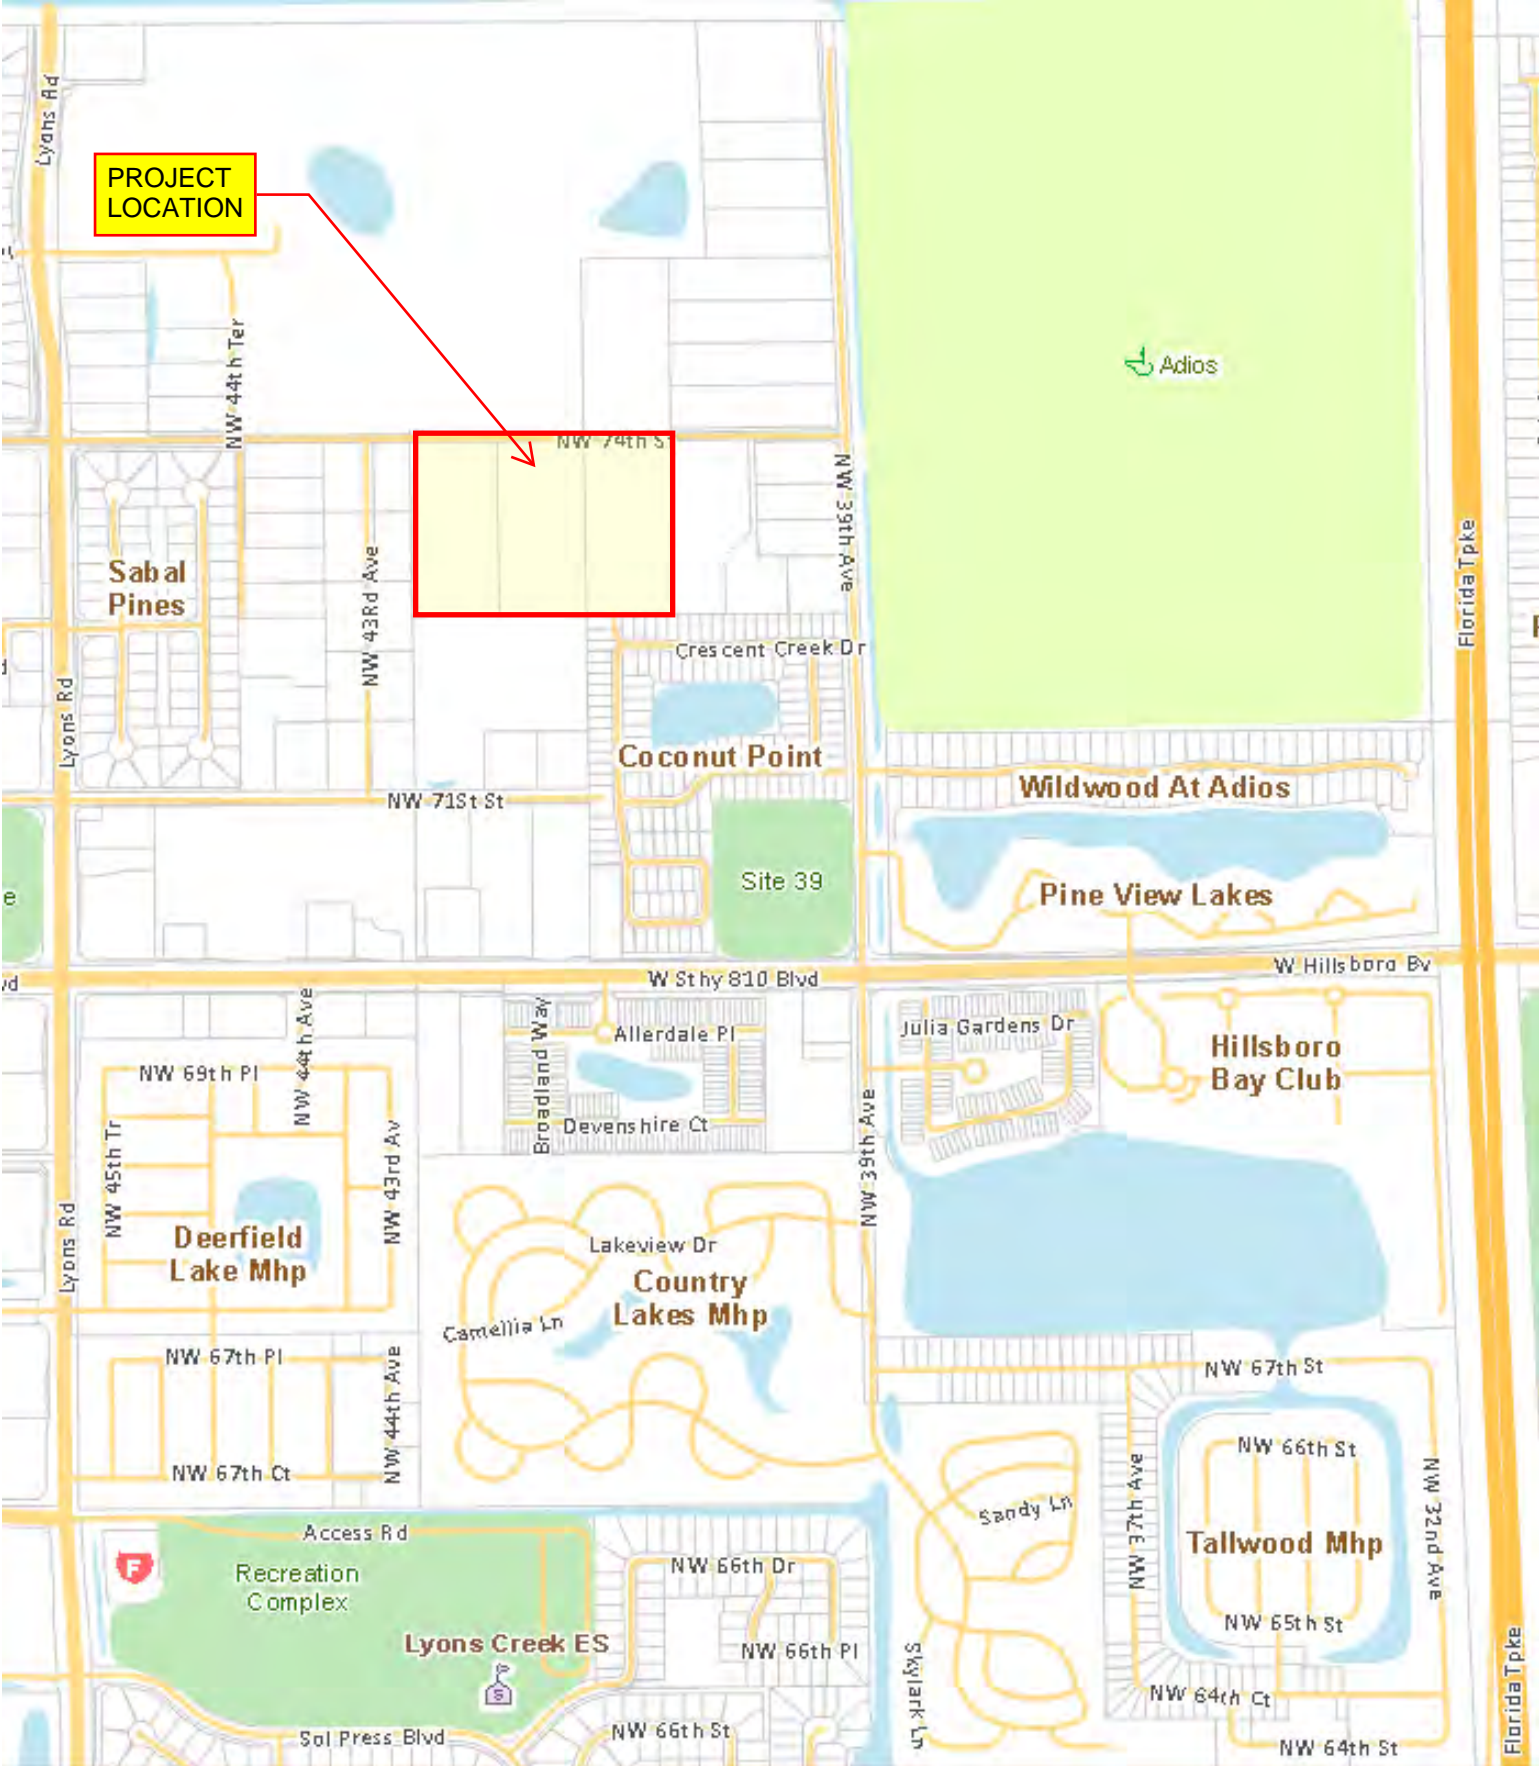 Lyons Rd
PROJECT
LOCATION
NW 44th Ter
Adios
NW 74th St
NW 39th Ave
Florida Tpke
Sabal
Pines
NW 43Rd Ave
Crescent Creek Dr
Lyons Rd
Coconut Point
Wildwood At Adios
NW 71St St
Site 39
e
Pine View Lakes
W Hillsboro Bv
W Sthy 810 Blvd
vd
NW 44th Ave
Broadland Way
Allerdale Pl
Julia Gardens Dr
Hillsboro
Bay Club
NW 69th Pl
Devenshire Ct
NW 45th Tr
NW 43rd Av
NW 39th Ave
Lyons Rd
Deerfield
Lake Mhp
Lakeview Dr
Country
Lakes Mhp
Camellia Ln
NW 67th Pl
NW 67th St
NW 44th Ave
NW 66th St
NW 67th Ct
NW 37th Ave
NW 32nd Ave
Sandy Ln
Access Rd
Tallwood Mhp
F
Recreation
Complex
NW 66th Dr
NW 65th St
Lyons Creek ES
NW 66th Pl
S
Skylark Ln
Florida Tpke
NW 64th Ct
Sol Press Blvd
NW 66th St
NW 64th St